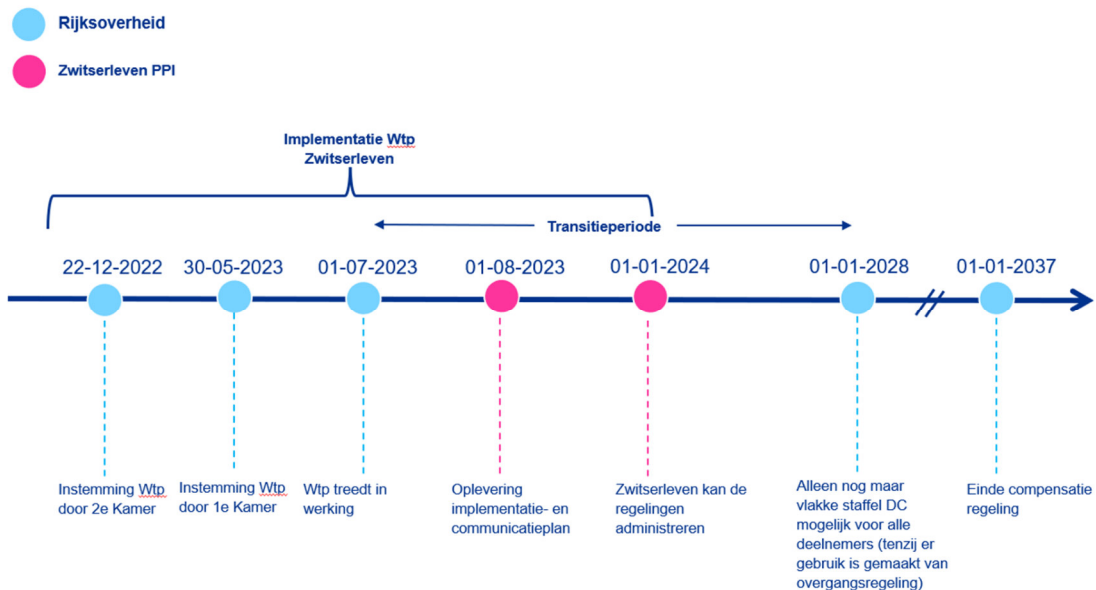 Rijksoverheid
Zwitserleven PPI
Implementatie Wtp
Zwitserleven
Transitieperiode
22-12-2022
30-05-2023
01-07-2023
01-08-2023
01-01-2024
01-01-2028
01-01-2037
Instemming Wtp
door 2e Kamer
Instemming Wtp
door 1e Kamer
Wtp treedt in
werking
Oplevering
implementatie- en
communicatieplan
Zwitserleven kan de
regelingen
administreren
Alleen nog maar
vlakke staffel DC
mogelijk voor alle
deelnemers (tenzij er
gebruik is gemaakt van
overgangsregeling)
Einde compensatie
regeling